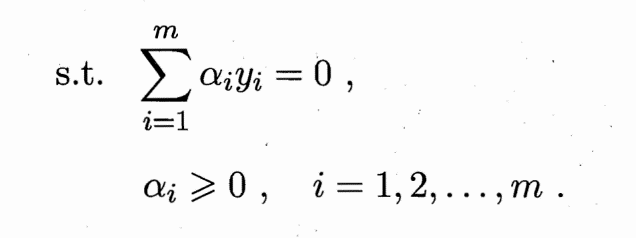 s.t. $\sum_{i=1}^{m} \alpha_i y_i = 0$ ,
$\alpha_i \geqslant 0$ , $i = 1, 2, \ldots, m$ .